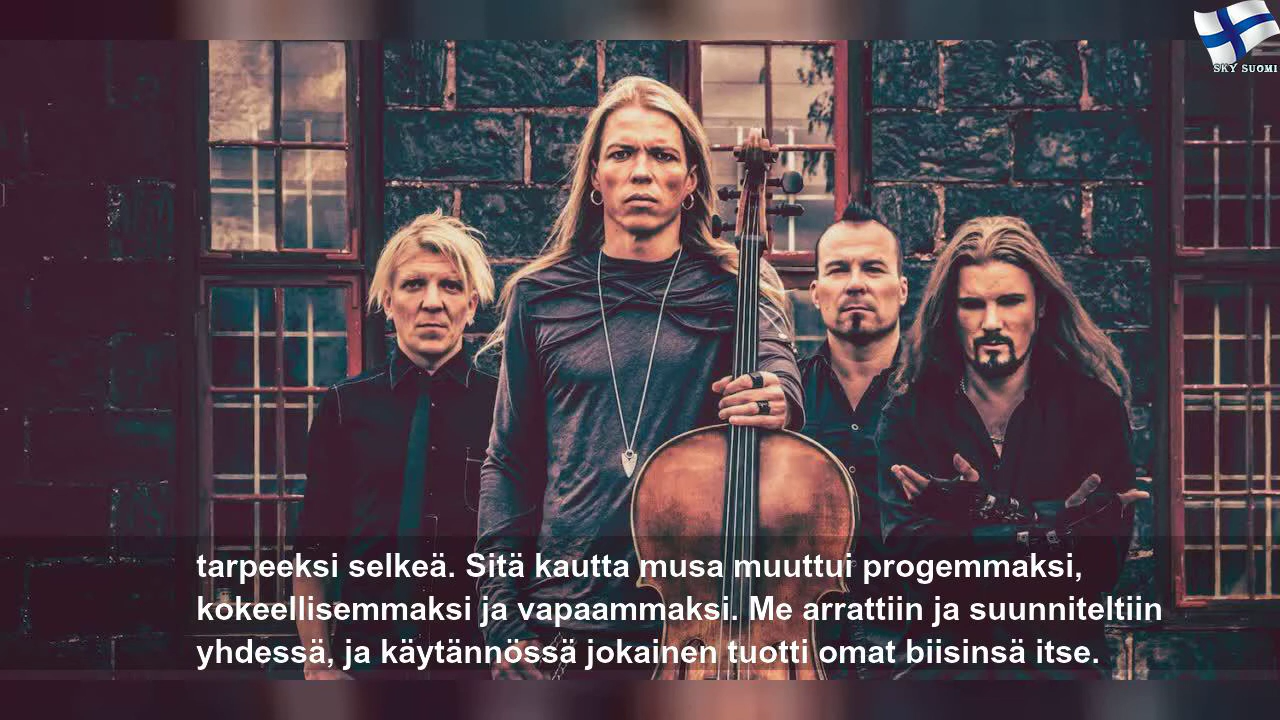 SKY SUOMI
tarpeeksi selkeä. Sitä kautta musa muuttui progemmaksi,
kokeellisemmaksi ja vapaammaksi. Me arrattiin ja suunniteltiin
yhdessä, ja käytännössä jokainen tuotti omat biisinsä itse.